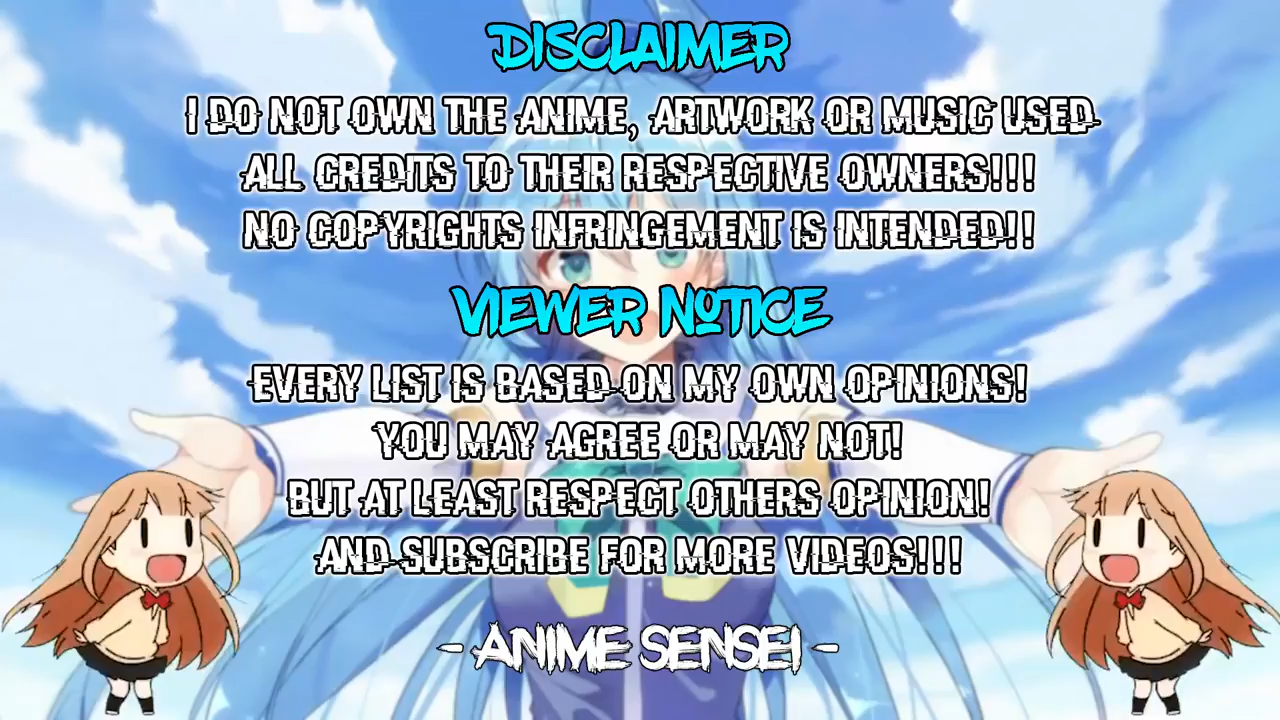 DISCLAIMER
I DO NOT OWN THE ANIME, ARTWORK OR MUSIC USED
ALL CREDITS TO THEIR RESPECTIVE OWNERS!!!
NO COPYRIGHTS INFRINGEMENT IS INTENDED!!
VIEWER NOTICE
EVERY LIST IS BASED ON MY OWN OPINIONS!
YOU MAY AGREE OR MAY NOT!
BUT AT LEAST RESPECT OTHERS OPINION!
AND SUBSCRIBE FOR MORE VIDEOS!!!
- ANIME SENSEI -